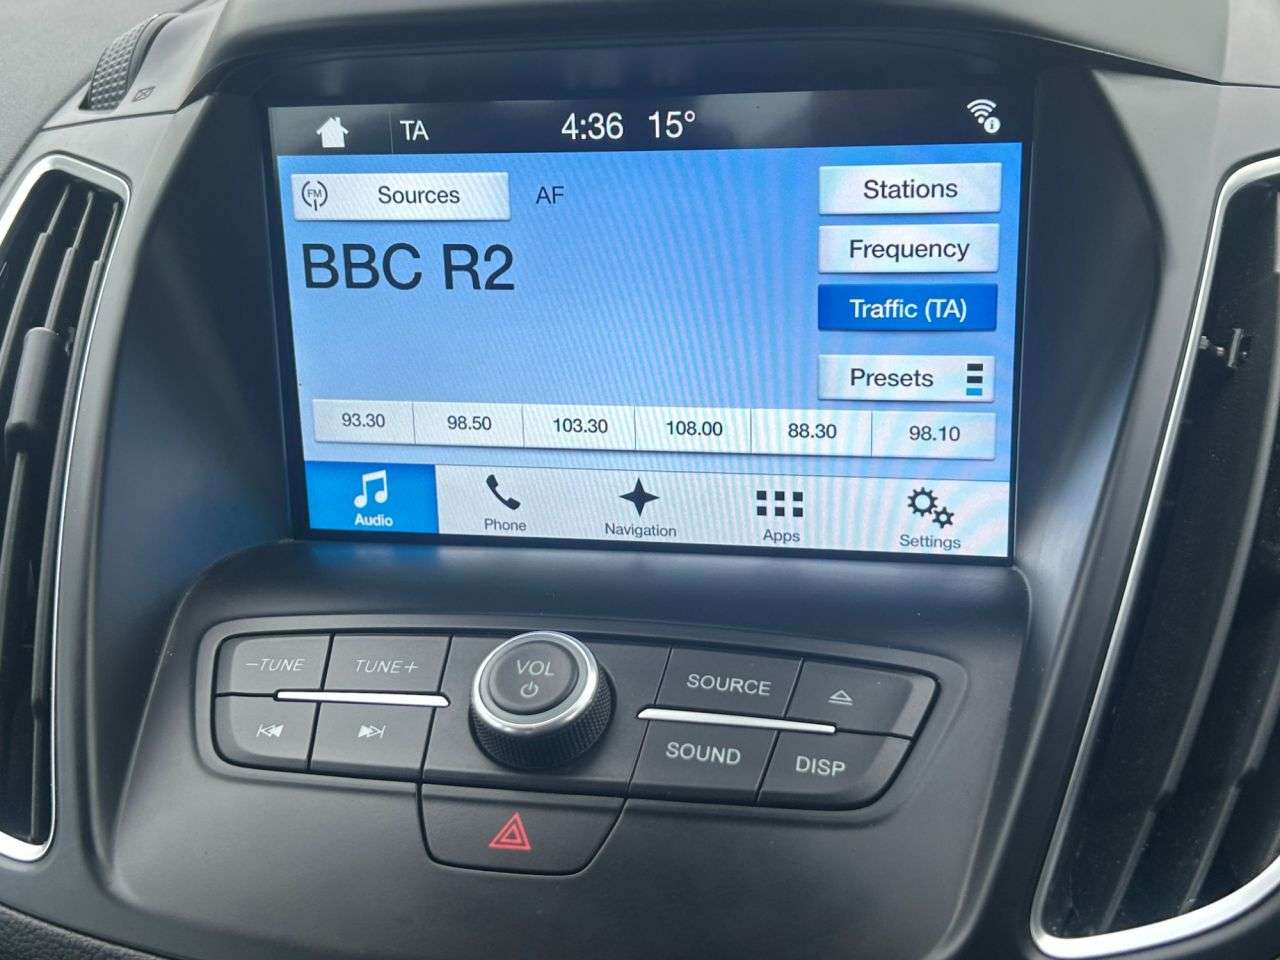 TA 4:36 15°
FM Sources AF Stations
BBC R2
Frequency
Traffic (TA)
Presets
93.30 98.50 103.30 108.00 88.30 98.10
Audio Phone Navigation Apps Settings
−TUNE TUNE+ VOL SOURCE
SOUND DISP